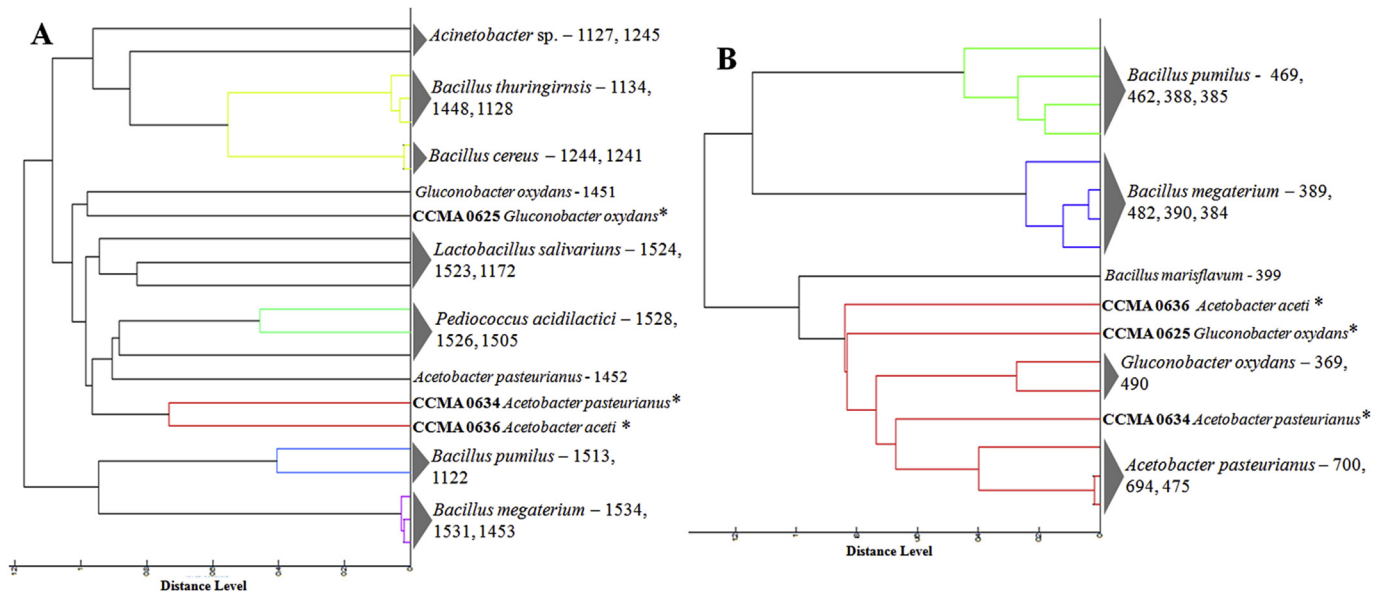 A
Acinetobacter sp. – 1127, 1245
Bacillus thuringirnsis – 1134,
1448, 1128
Bacillus cereus – 1244, 1241
Gluconobacter oxydans - 1451
CCMA 0625 Gluconobacter oxydans*
Lactobacillus salivariuns – 1524,
1523, 1172
Pediococcus acidilactici – 1528,
1526, 1505
Acetobacter pasteurianus - 1452
CCMA 0634 Acetobacter pasteurianus*
CCMA 0636 Acetobacter aceti *
Bacillus pumilus – 1513,
1122
Bacillus megaterium – 1534,
1531, 1453
Distance Level
B
Bacillus pumilus - 469,
462, 388, 385
Bacillus megaterium – 389,
482, 390, 384
Bacillus marisflavum - 399
CCMA 0636 Acetobacter aceti *
CCMA 0625 Gluconobacter oxydans*
Gluconobacter oxydans – 369,
490
CCMA 0634 Acetobacter pasteurianus*
Acetobacter pasteurianus – 700,
694, 475
Distance Level